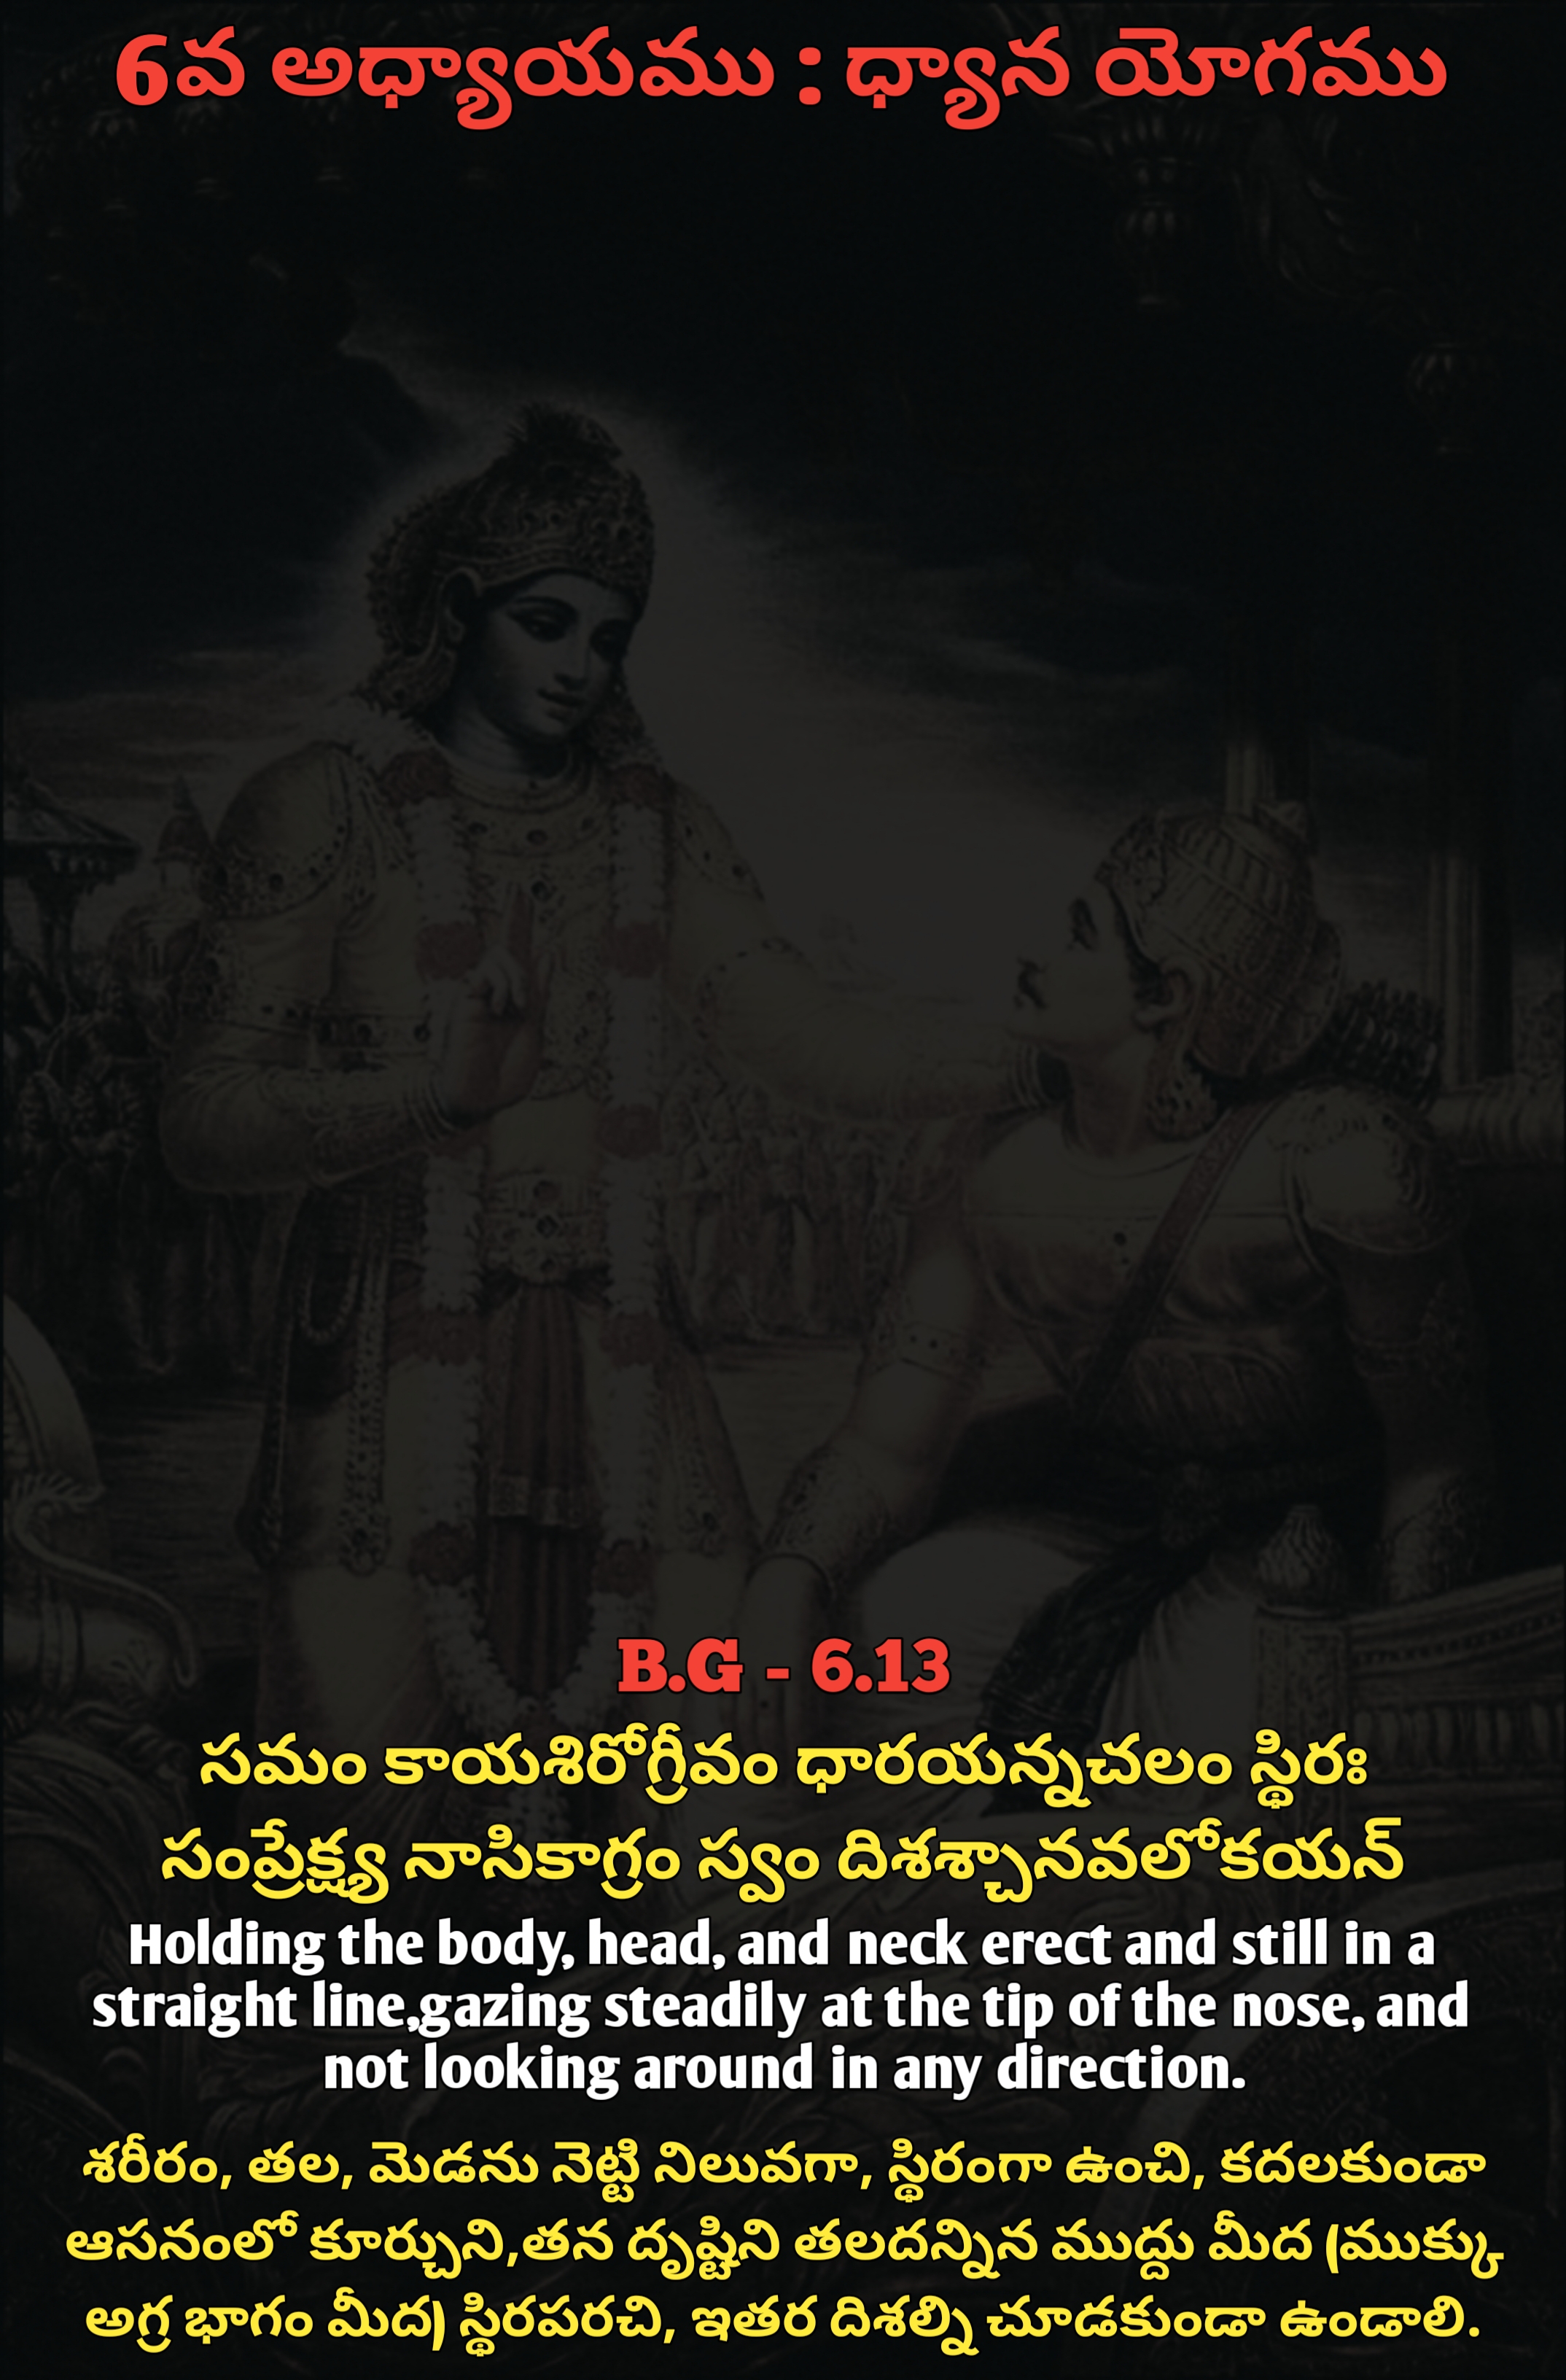 6వ అధ్యాయము : ధ్యాన యోగము
B.G - 6.13
సమం కాయశిరోగ్రీవం ధారయన్నచలం స్థిరః
సంప్రేక్ష్య నాసికాగ్రం స్వం దిశశ్చానవలోకయన్
Holding the body, head, and neck erect and still in a
straight line,gazing steadily at the tip of the nose, and
not looking around in any direction.
శరీరం, తల, మెడను నెట్టి నిలువగా, స్థిరంగా ఉంచి, కదలకుండా
ఆసనంలో కూర్చుని,తన దృష్టిని తలదన్నిన ముద్దు మీద (ముక్కు
అగ్ర భాగం మీద) స్థిరపరచి, ఇతర దిశల్ని చూడకుండా ఉండాలి.